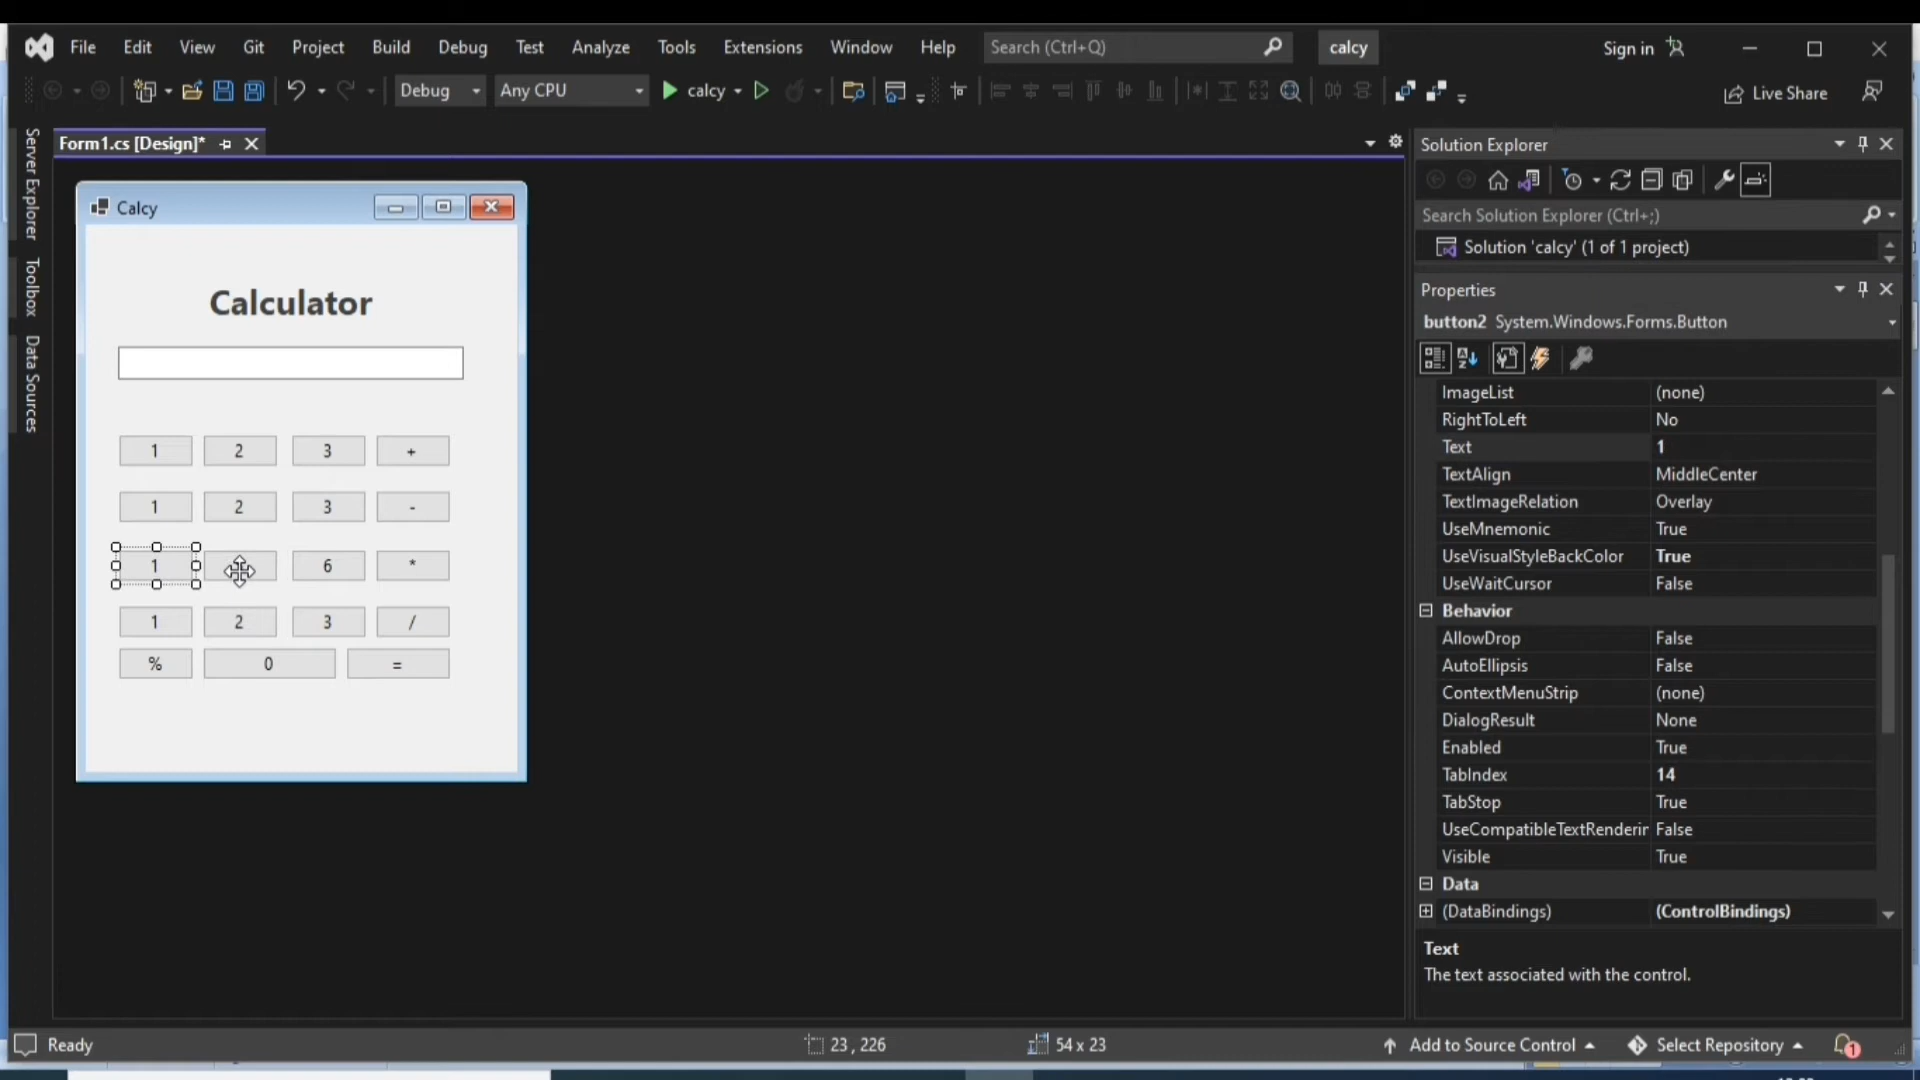 File Edit View Git Project Build Debug Test Analyze Tools Extensions Window Help Search (Ctrl+Q) calcy Sign in
Debug Any CPU calcy Live Share
Server Explorer
Toolbox
Data Sources
Form1.cs [Design]*
Calcy
Calculator
1 2 3 +
1 2 3 -
1 6 *
1 2 3 /
% 0 =
Solution Explorer
Search Solution Explorer (Ctrl+;)
Solution 'calcy' (1 of 1 project)
Properties
button2 System.Windows.Forms.Button
ImageList (none)
RightToLeft No
Text 1
TextAlign MiddleCenter
TextImageRelation Overlay
UseMnemonic True
UseVisualStyleBackColor True
UseWaitCursor False
Behavior
AllowDrop False
AutoEllipsis False
ContextMenuStrip (none)
DialogResult None
Enabled True
TabIndex 14
TabStop True
UseCompatibleTextRenderin False
Visible True
Data
(DataBindings) (ControlBindings)
Text
The text associated with the control.
Ready 23 , 226 54 x 23 Add to Source Control Select Repository 1